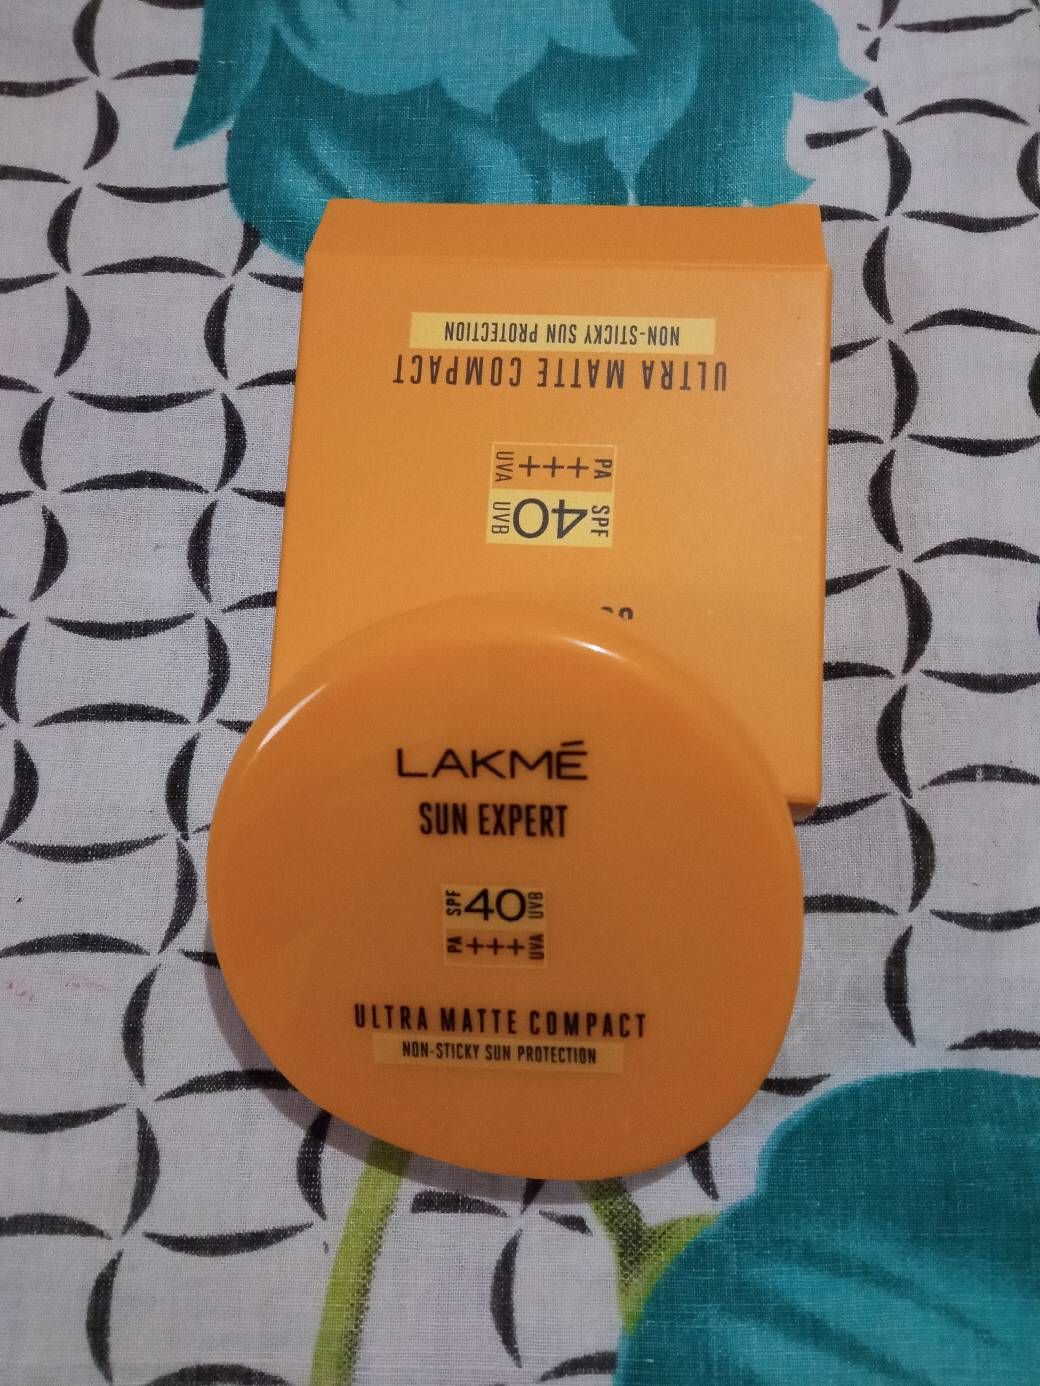 NON-STICKY SUN PROTECTION
ULTRA MATTE COMPACT
PA +++ UVA
SPF 40 UVB
LAKMÉ
SUN EXPERT
SPF 40 UVB
PA +++ UVA
ULTRA MATTE COMPACT
NON-STICKY SUN PROTECTION